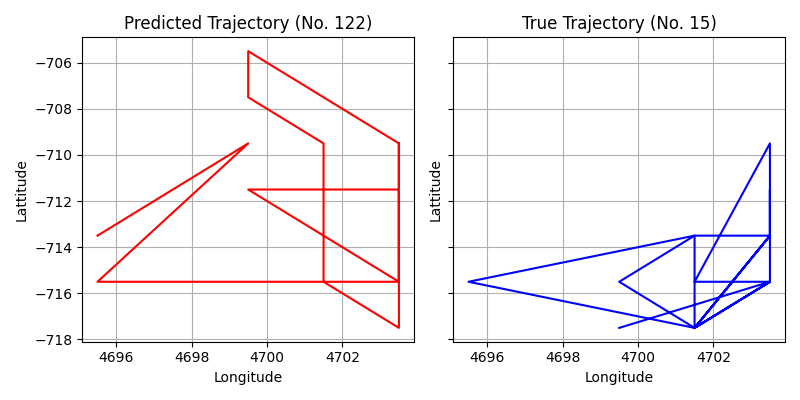 Predicted Trajectory (No. 122)
True Trajectory (No. 15)
−706
−708
−710
−712
−714
−716
−718
Lattitude
Lattitude
4696 4698 4700 4702
4696 4698 4700 4702
Longitude
Longitude